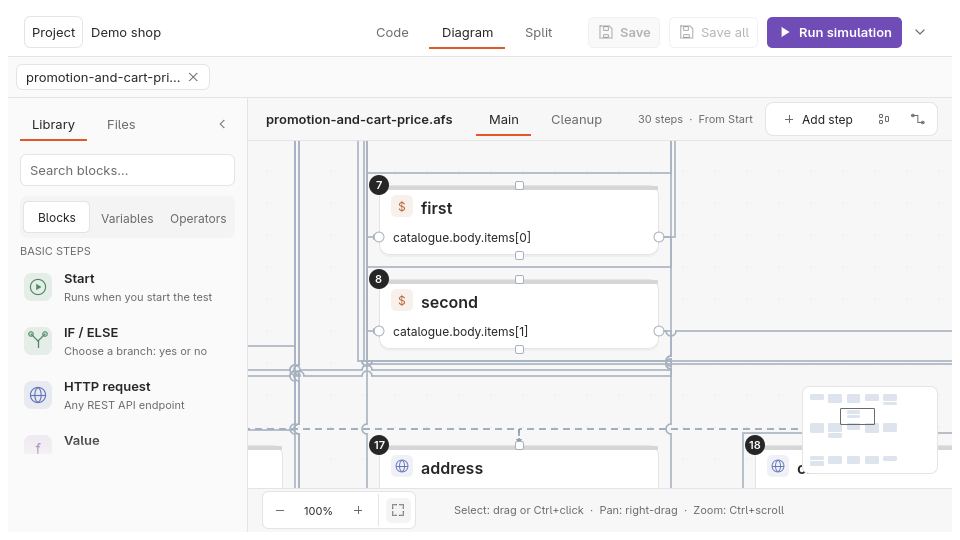 Project Demo shop
Code Diagram Split
Save Save all Run simulation
promotion-and-cart-pri...
Library Files
promotion-and-cart-price.afs
Main Cleanup
30 steps · From Start
Add step
Search blocks...
Blocks Variables Operators
BASIC STEPS
Start
Runs when you start the test
IF / ELSE
Choose a branch: yes or no
HTTP request
Any REST API endpoint
f Value
7
$ first
catalogue.body.items[0]
8
$ second
catalogue.body.items[1]
17
address
18
100%
Select: drag or Ctrl+click · Pan: right-drag · Zoom: Ctrl+scroll